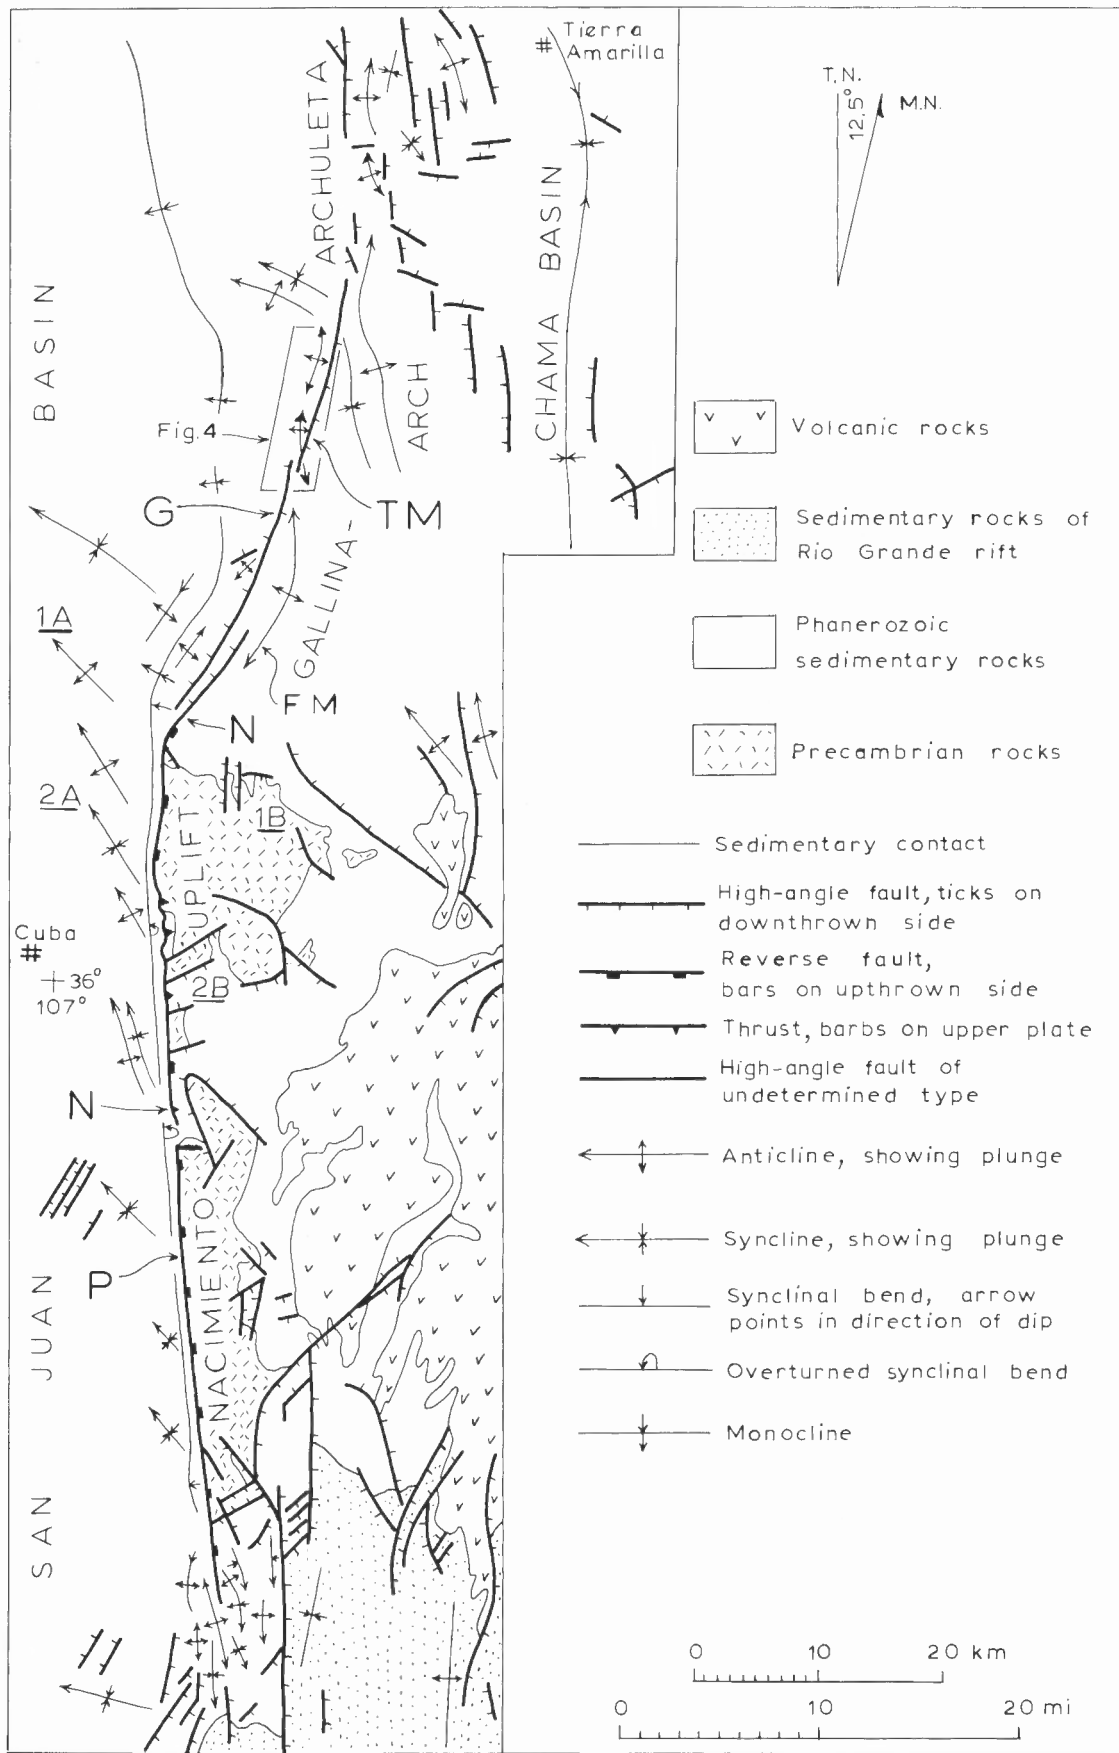 Tierra
Amarilla
#
T.N.
M.N.
12.5°
ARCHULETA
ARCH
CHAMA BASIN
BASIN
Fig.4
G
TM
GALLINA-
1A
FM
N
2A
1B
UPLIFT
Cuba
#
+36°
107°
2B
N
NACIMIENTO
P
SAN JUAN
Volcanic rocks
Sedimentary rocks of
Rio Grande rift
Phanerozoic
sedimentary rocks
Precambrian rocks
Sedimentary contact
High-angle fault, ticks on
downthrown side
Reverse fault,
bars on upthrown side
Thrust, barbs on upper plate
High-angle fault of
undetermined type
Anticline, showing plunge
Syncline, showing plunge
Synclinal bend, arrow
points in direction of dip
Overturned synclinal bend
Monocline
0 10 20 km
0 10 20 mi